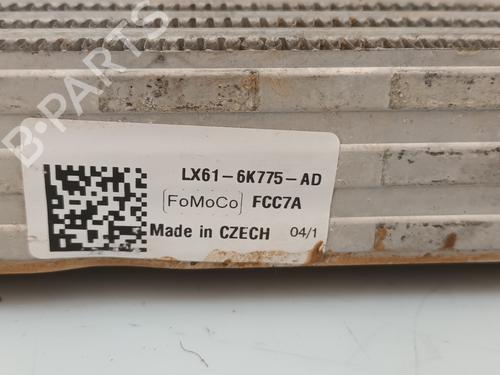 B-PARTS
LX61-6K775-AD
FoMoCo FCC7A
Made in CZECH 04/1